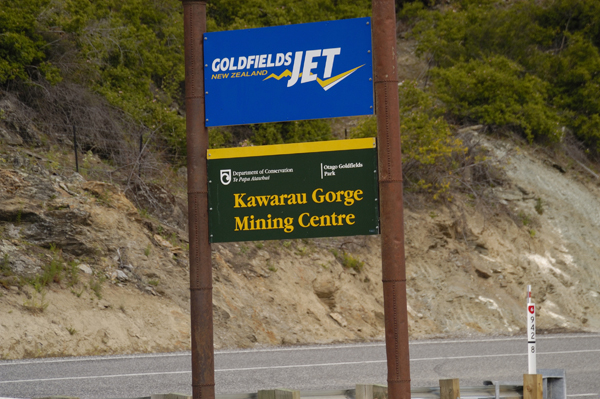 GOLDFIELDS JET
NEW ZEALAND
Department of Conservation
Te Papa Atawhai
Otago Goldfields
Park
Kawarau Gorge
Mining Centre